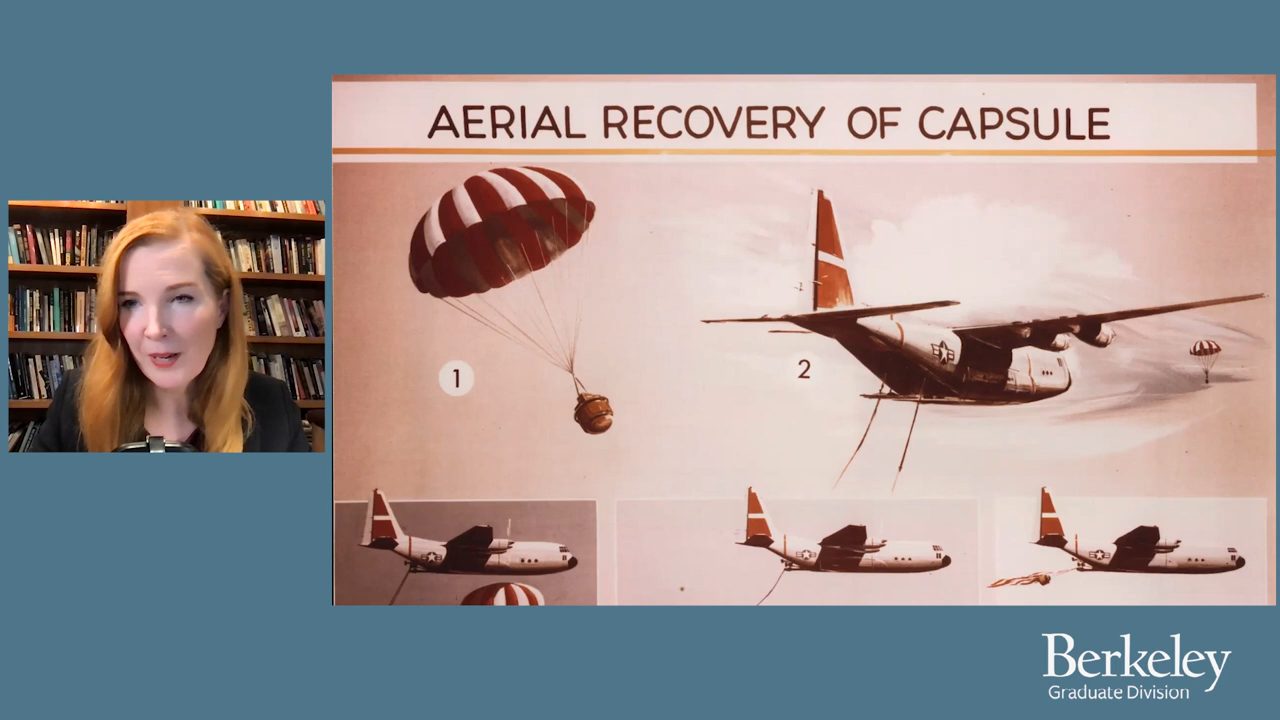 AERIAL RECOVERY OF CAPSULE
1
2
Berkeley
Graduate Division